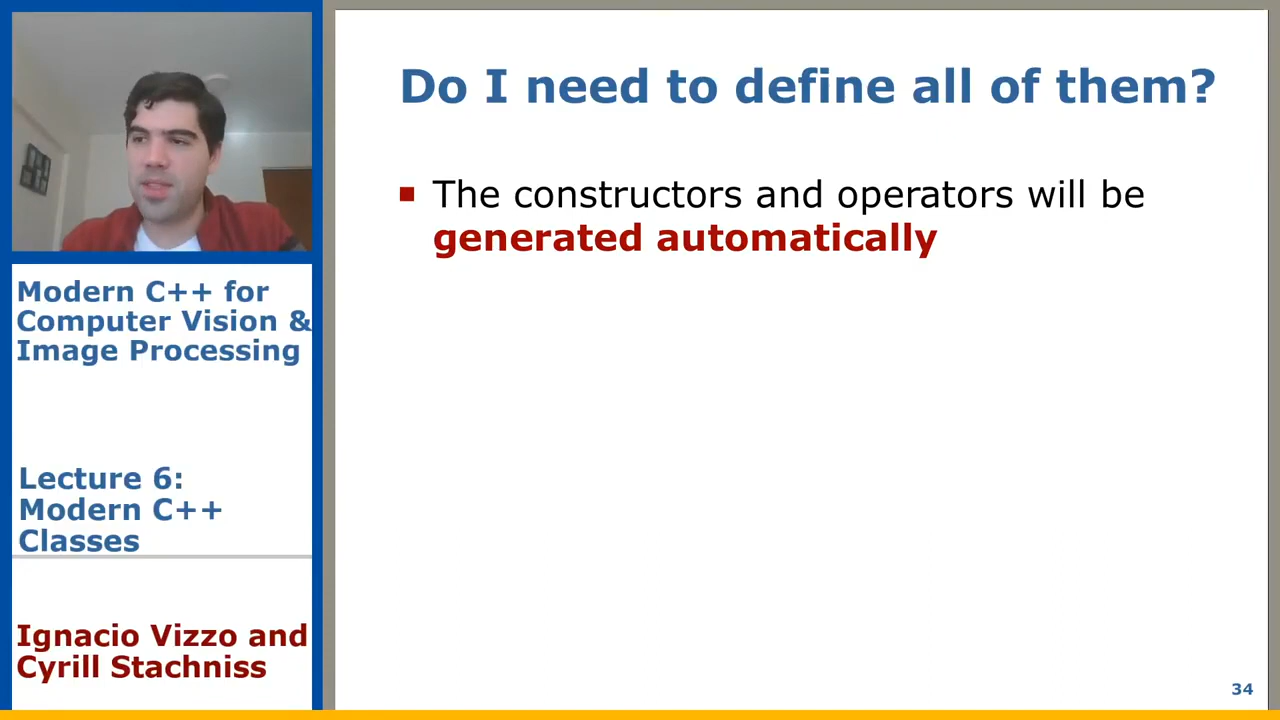 Do I need to define all of them?
The constructors and operators will be
generated automatically
Modern C++ for
Computer Vision &
Image Processing
Lecture 6:
Modern C++
Classes
Ignacio Vizzo and
Cyrill Stachniss
34